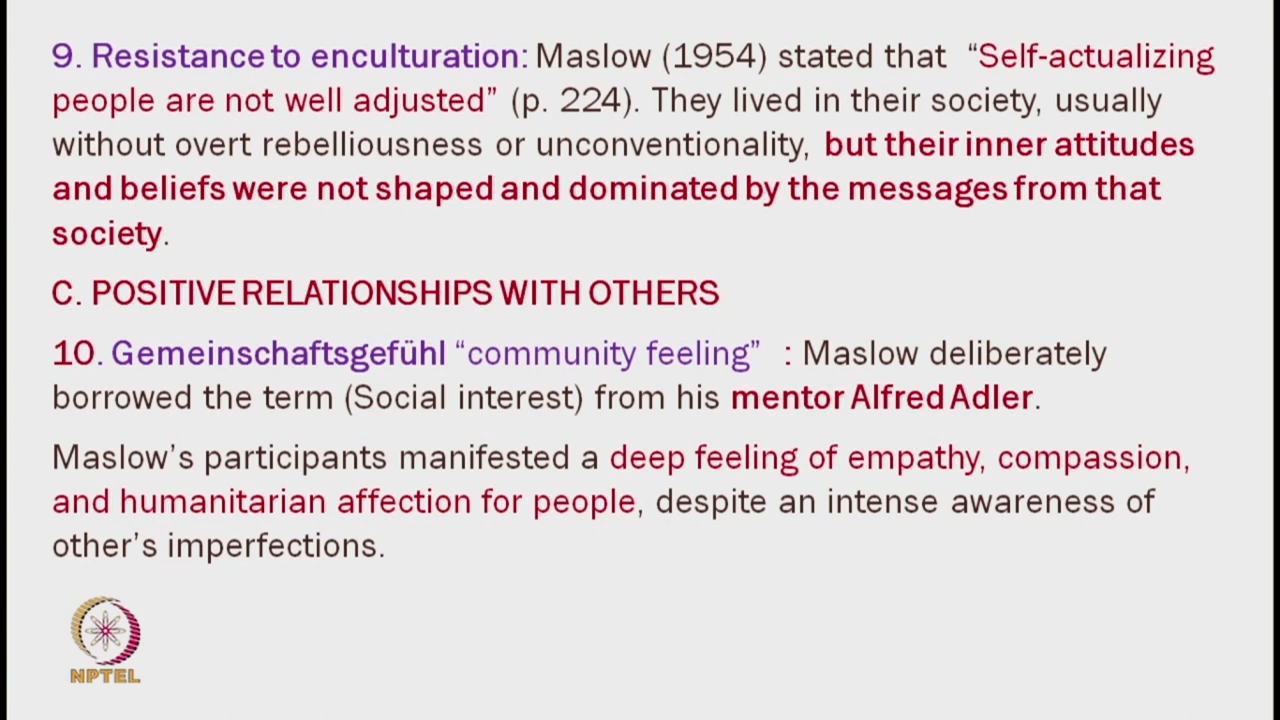 9. Resistance to enculturation: Maslow (1954) stated that “Self-actualizing
people are not well adjusted” (p. 224). They lived in their society, usually
without overt rebelliousness or unconventionality, but their inner attitudes
and beliefs were not shaped and dominated by the messages from that
society.
C. POSITIVE RELATIONSHIPS WITH OTHERS
10. Gemeinschaftsgefühl “community feeling” : Maslow deliberately
borrowed the term (Social interest) from his mentor Alfred Adler.
Maslow’s participants manifested a deep feeling of empathy, compassion,
and humanitarian affection for people, despite an intense awareness of
other’s imperfections.
NPTEL